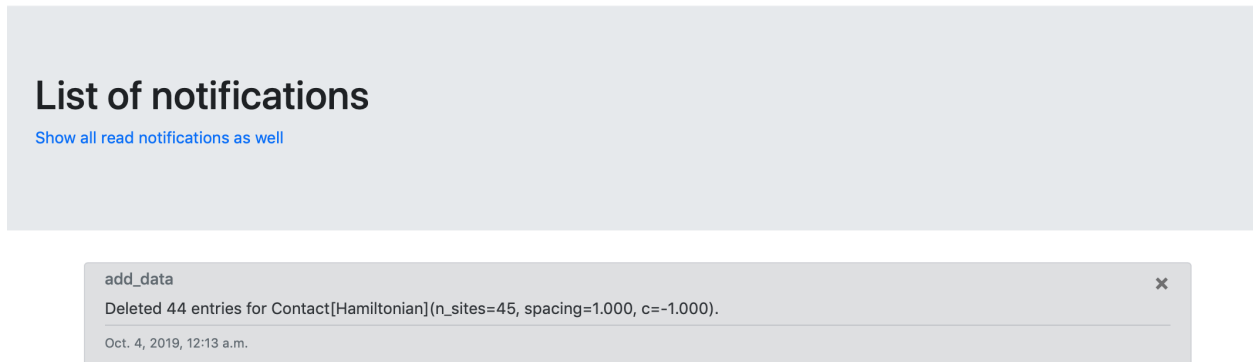 List of notifications
Show all read notifications as well
add_data
Deleted 44 entries for Contact[Hamiltonian](n_sites=45, spacing=1.000, c=-1.000).
Oct. 4, 2019, 12:13 a.m.